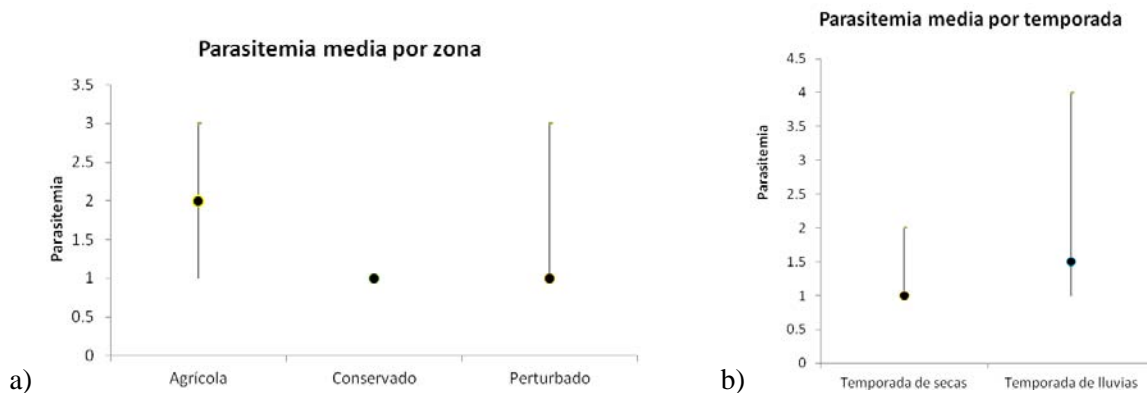 Parasitemia media por zona
3.5
3
2.5
2
1.5
1
0.5
0
Parasitemia
Agrícola
Conservado
Perturbado
a)
Parasitemia media por temporada
4.5
4
3.5
3
2.5
2
1.5
1
0.5
0
Parasitemia
Temporada de secas
Temporada de lluvias
b)